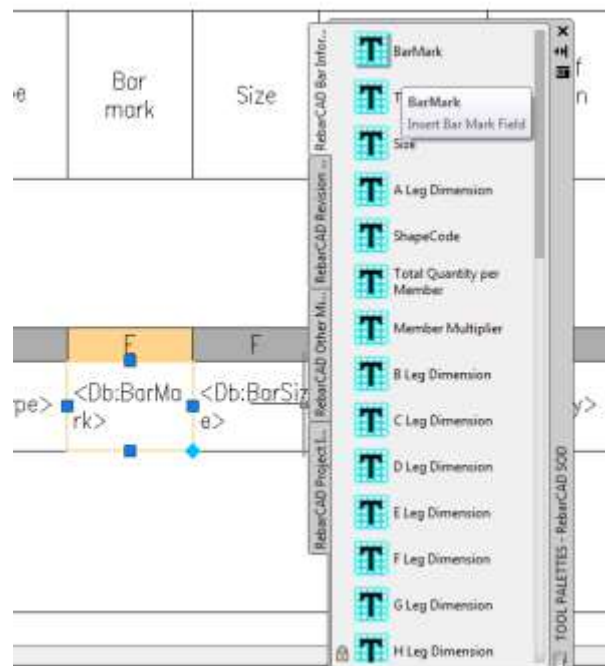 Bar
mark
Size
F
F
<Db:BarMa
rk>
<Db:BarSiz
e>
pe>
y>
RebarCAD Bar Infor...
RebarCAD Revision ...
RebarCAD Other Mi...
RebarCAD Project I...
BarMark
T
BarMark
Insert Bar Mark Field
Size
A Leg Dimension
ShapeCode
Total Quantity per
Member
Member Multiplier
B Leg Dimension
C Leg Dimension
D Leg Dimension
E Leg Dimension
F Leg Dimension
G Leg Dimension
H Leg Dimension
TOOL PALETTES - RebarCAD SOD
f
n